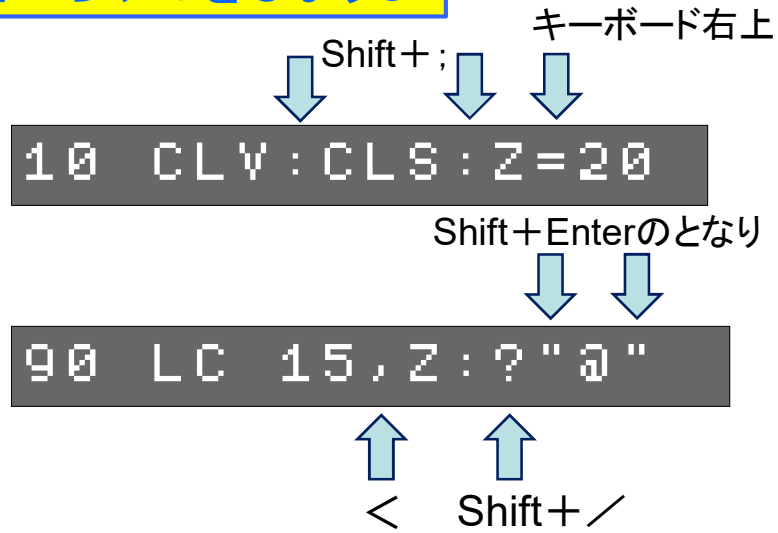 キーボード右上
Shift＋;
10 CLV:CLS:Z=20
Shift＋Enterのとなり
90 LC 15,Z:?"@"
＜ Shift＋／